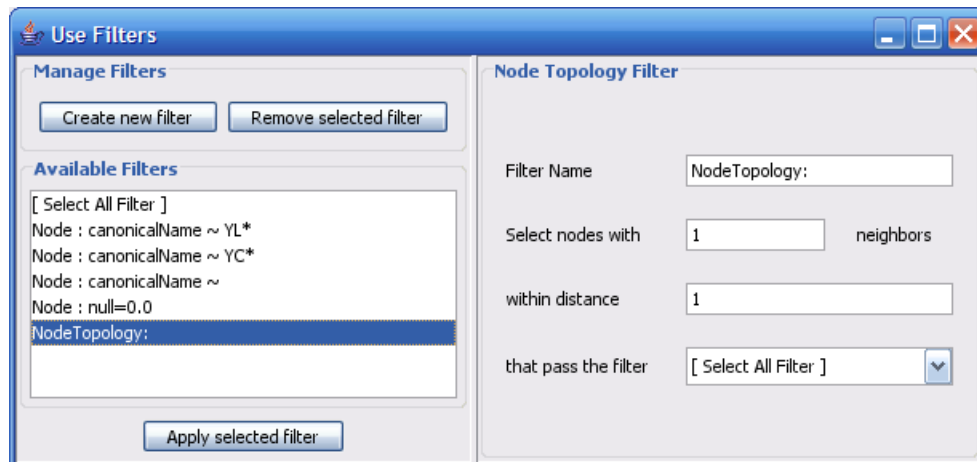 Use Filters
Manage Filters
Create new filter Remove selected filter
Available Filters
[ Select All Filter ]
Node : canonicalName ~ YL*
Node : canonicalName ~ YC*
Node : canonicalName ~
Node : null=0.0
NodeTopology:
Apply selected filter
Node Topology Filter
Filter Name NodeTopology:
Select nodes with 1 neighbors
within distance 1
that pass the filter [ Select All Filter ]